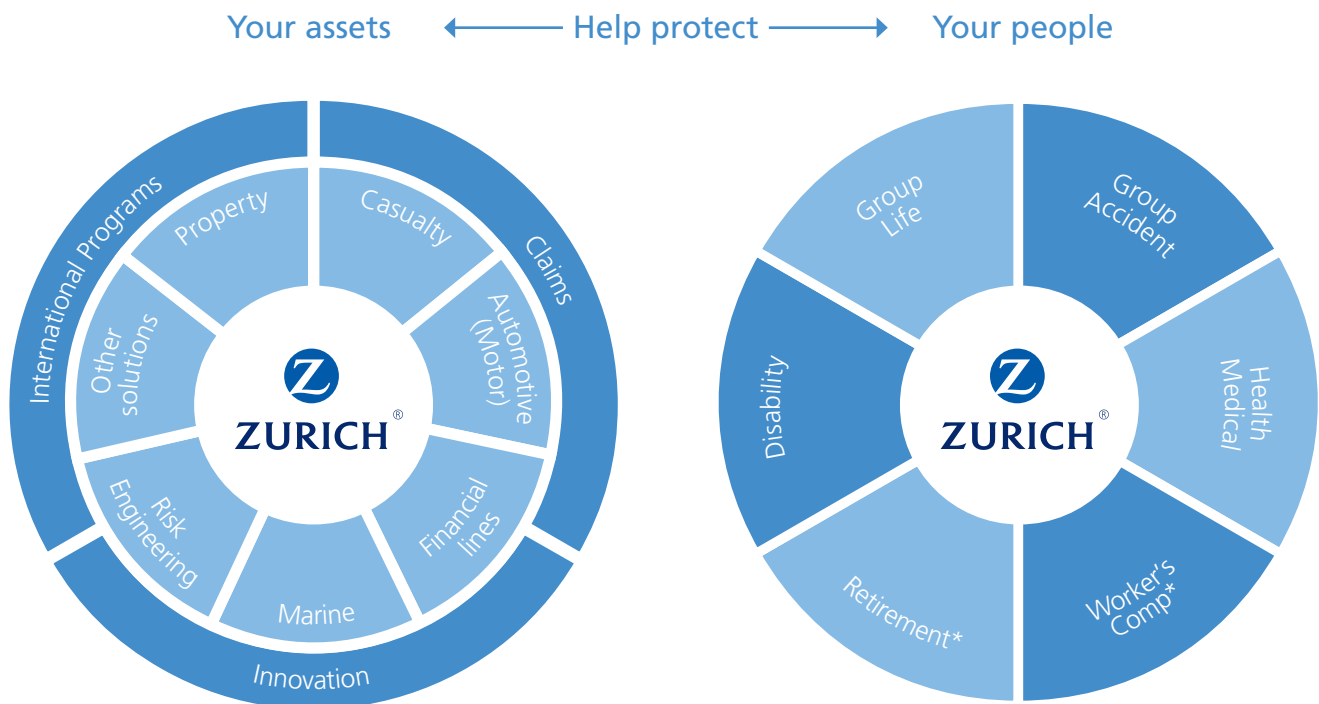 Your assets Help protect Your people
International Programs
Claims
Innovation
Property
Casualty
Automotive
(Motor)
Financial
lines
Marine
Risk
Engineering
Other
solutions
Z
ZURICH®
Group
Life
Group
Accident
Health
Medical
Worker's
Comp*
Retirement*
Disability
Z
ZURICH®